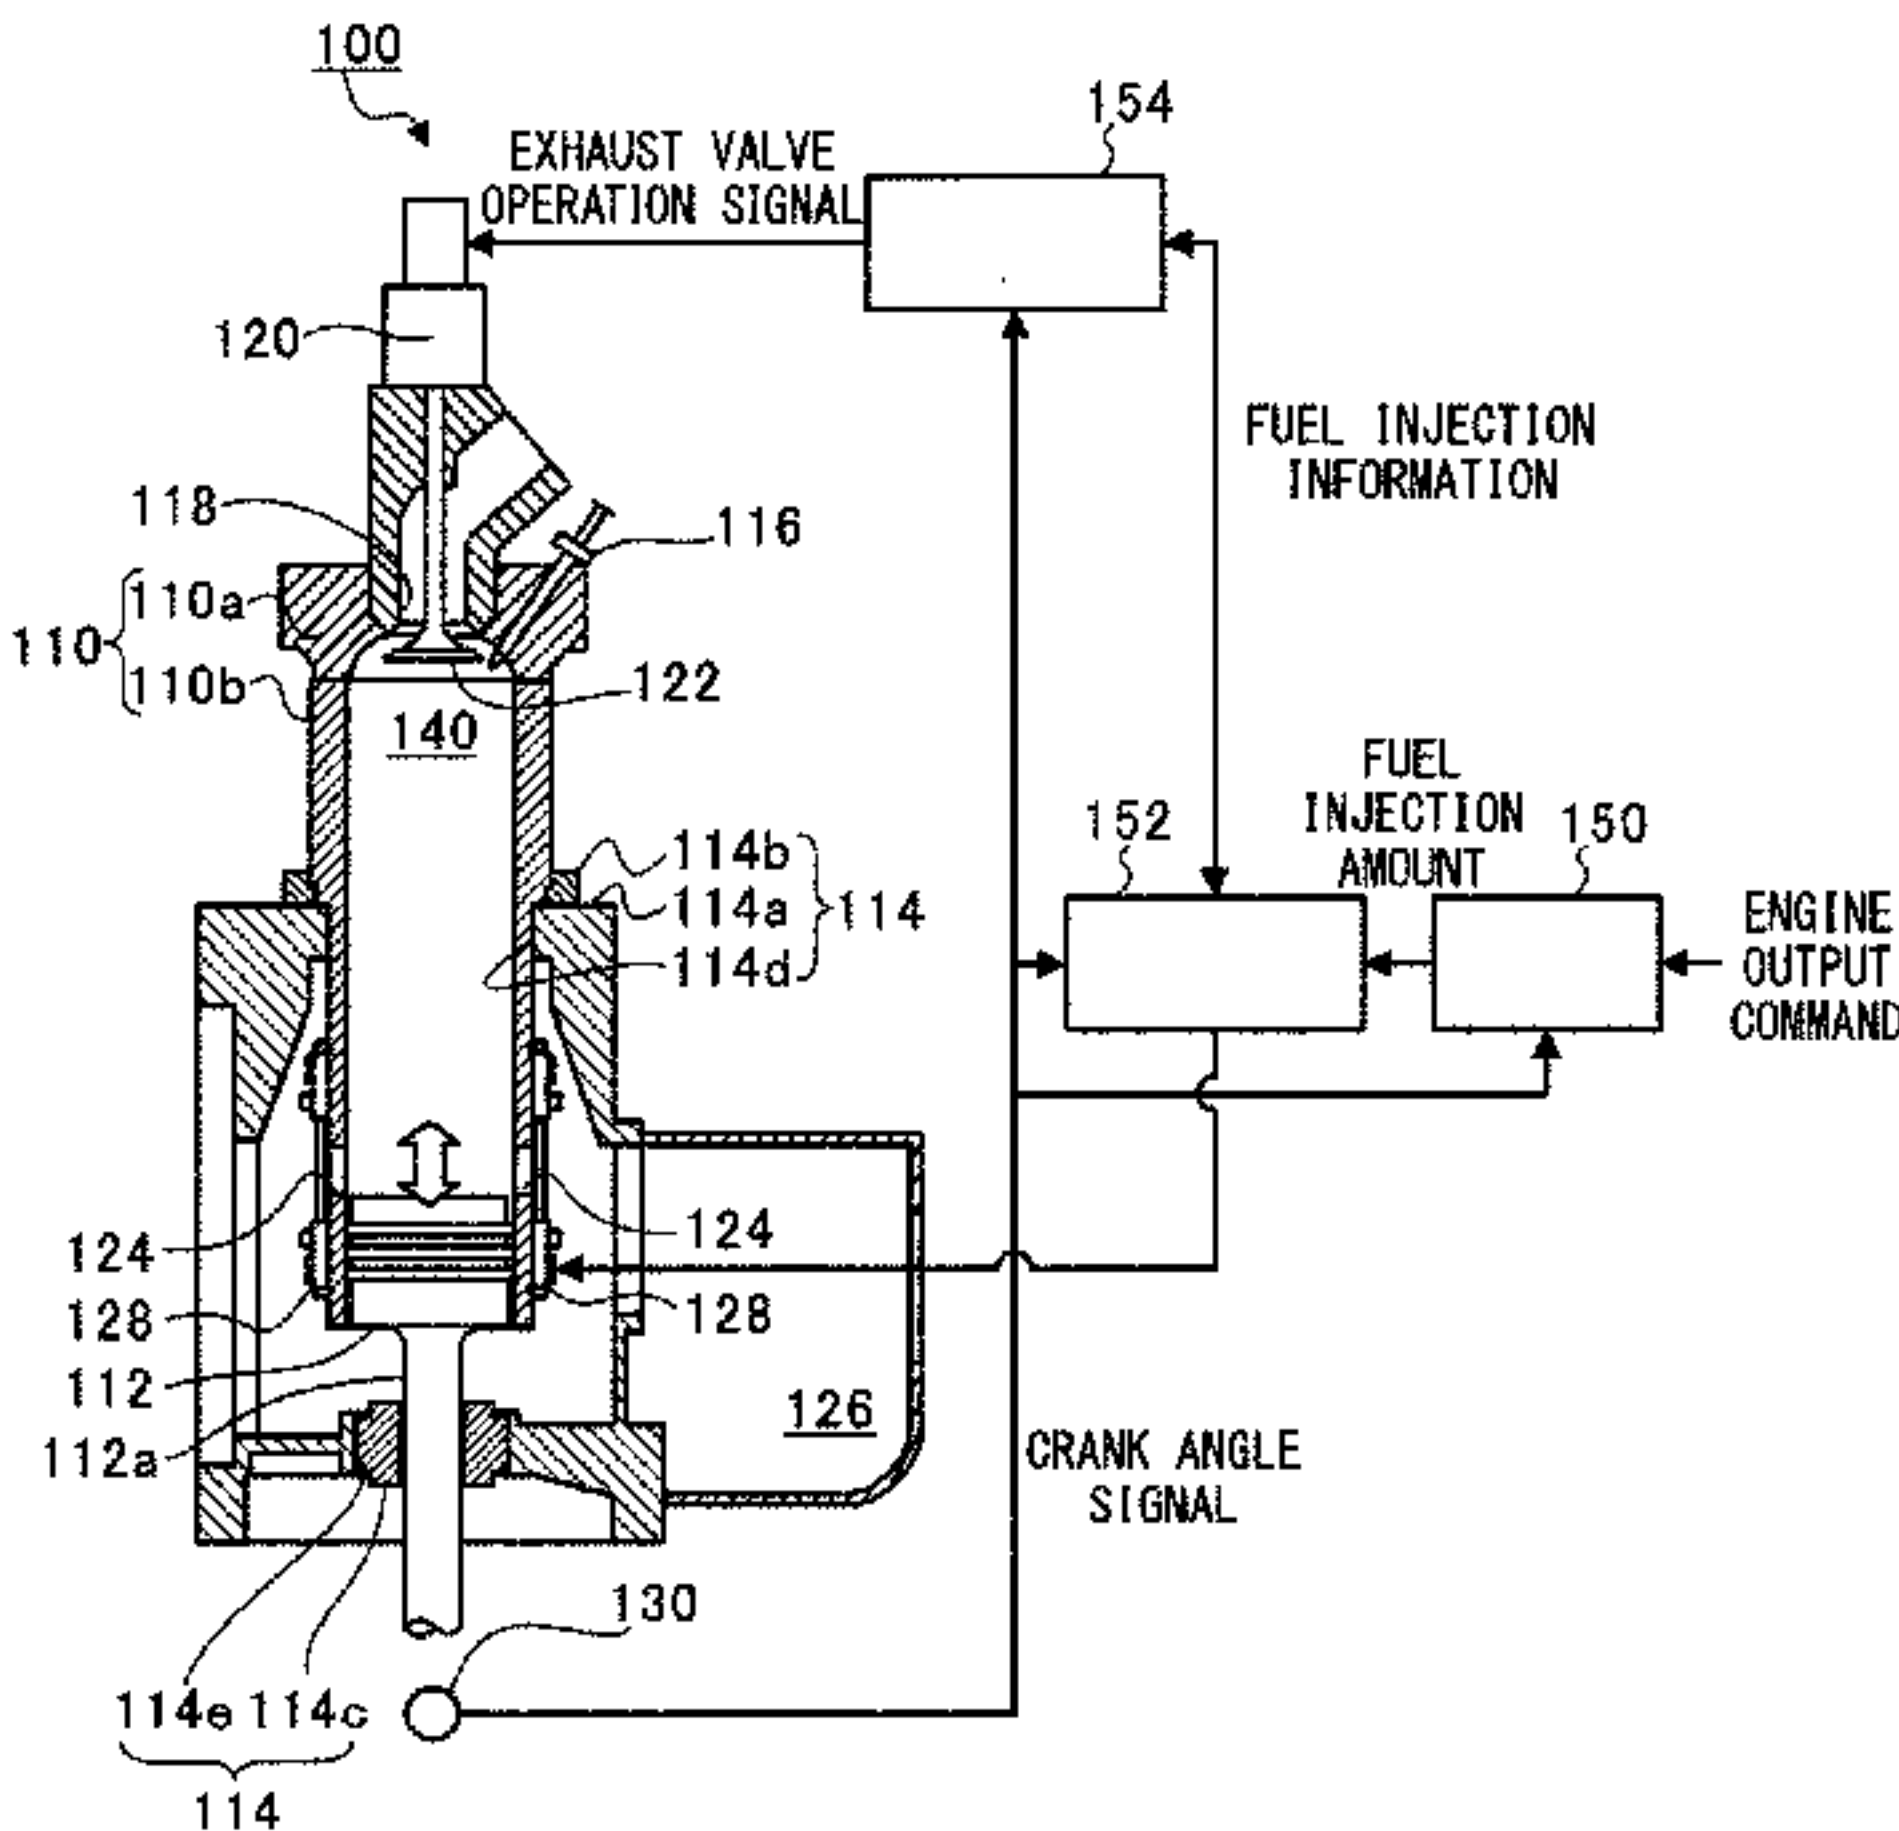 100
154
EXHAUST VALVE
OPERATION SIGNAL
120
FUEL INJECTION
INFORMATION
118
116
110a
110
110b
122
140
FUEL
INJECTION
AMOUNT
152
150
114b
114a
114
114d
ENGINE
OUTPUT
COMMAND
124
124
128
128
112
112a
126
CRANK ANGLE
SIGNAL
130
114e 114c
114